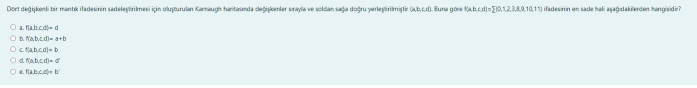 Dört değişkenli bir mantık ifadesinin sadeleştirilmesi için oluşturulan Karnaugh haritasında değişkenler sırayla ve soldan sağa doğru yerleştirilmiştir (a,b,c,d). Buna göre f(a,b,c,d)=∑(0,1,2,3,8,9,10,11) ifadesinin en sade hali aşağıdakilerden hangisidir?
a. f(a,b,c,d)= d
b. f(a,b,c,d)= a+b
c. f(a,b,c,d)= b
d. f(a,b,c,d)= d'
e. f(a,b,c,d)= b'